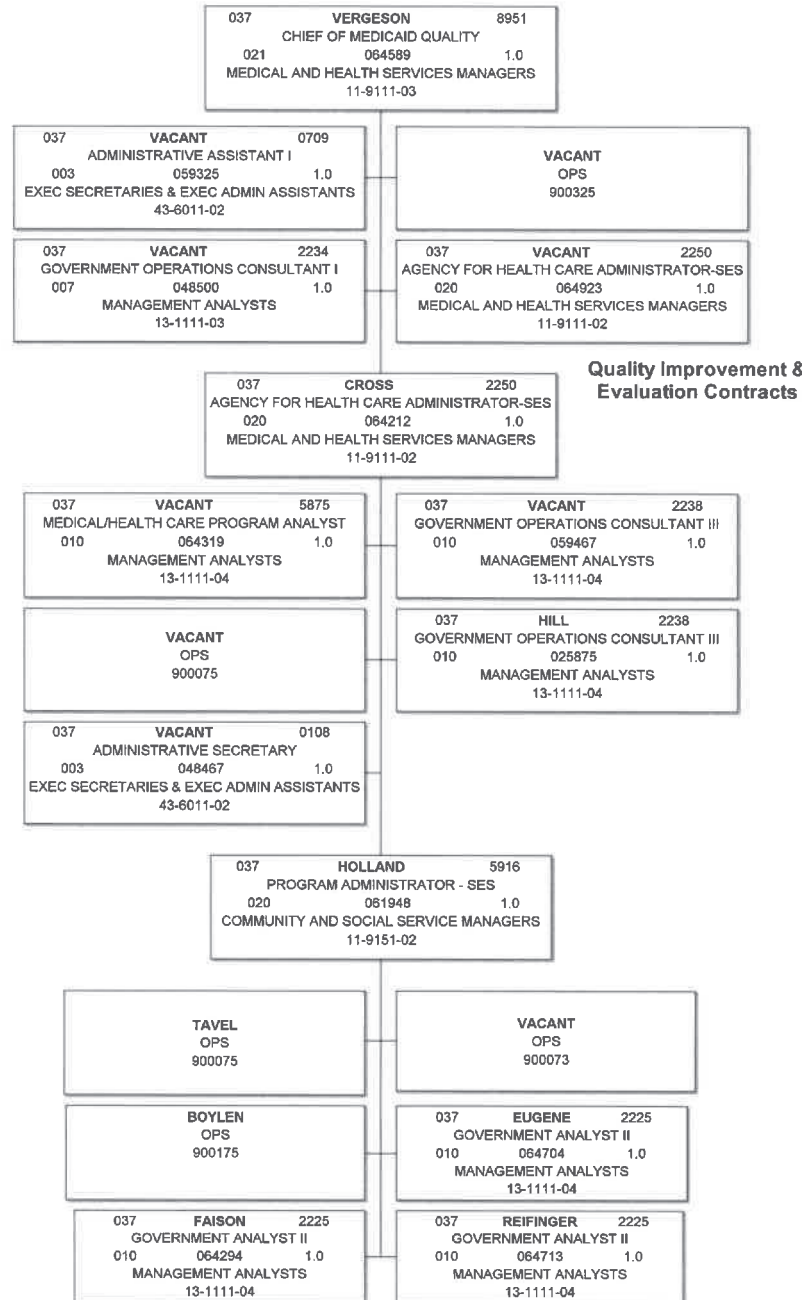 037 VERGESON 8951
CHIEF OF MEDICAID QUALITY
021 064589 1.0
MEDICAL AND HEALTH SERVICES MANAGERS
11-9111-03
037 VACANT 0709
ADMINISTRATIVE ASSISTANT I
003 059325 1.0
EXEC SECRETARIES & EXEC ADMIN ASSISTANTS
43-6011-02
VACANT
OPS
900325
037 VACANT 2234
GOVERNMENT OPERATIONS CONSULTANT I
007 048500 1.0
MANAGEMENT ANALYSTS
13-1111-03
037 VACANT 2250
AGENCY FOR HEALTH CARE ADMINISTRATOR-SES
020 064923 1.0
MEDICAL AND HEALTH SERVICES MANAGERS
11-9111-02
Quality Improvement &
Evaluation Contracts
037 CROSS 2250
AGENCY FOR HEALTH CARE ADMINISTRATOR-SES
020 064212 1.0
MEDICAL AND HEALTH SERVICES MANAGERS
11-9111-02
037 VACANT 5875
MEDICAL/HEALTH CARE PROGRAM ANALYST
010 064319 1.0
MANAGEMENT ANALYSTS
13-1111-04
037 VACANT 2238
GOVERNMENT OPERATIONS CONSULTANT III
010 059467 1.0
MANAGEMENT ANALYSTS
13-1111-04
VACANT
OPS
900075
037 HILL 2238
GOVERNMENT OPERATIONS CONSULTANT III
010 025875 1.0
MANAGEMENT ANALYSTS
13-1111-04
037 VACANT 0108
ADMINISTRATIVE SECRETARY
003 048467 1.0
EXEC SECRETARIES & EXEC ADMIN ASSISTANTS
43-6011-02
037 HOLLAND 5916
PROGRAM ADMINISTRATOR - SES
020 061948 1.0
COMMUNITY AND SOCIAL SERVICE MANAGERS
11-9151-02
TAVEL
OPS
900075
VACANT
OPS
900073
BOYLEN
OPS
900175
037 EUGENE 2225
GOVERNMENT ANALYST II
010 064704 1.0
MANAGEMENT ANALYSTS
13-1111-04
037 FAISON 2225
GOVERNMENT ANALYST II
010 064294 1.0
MANAGEMENT ANALYSTS
13-1111-04
037 REIFINGER 2225
GOVERNMENT ANALYST II
010 064713 1.0
MANAGEMENT ANALYSTS
13-1111-04